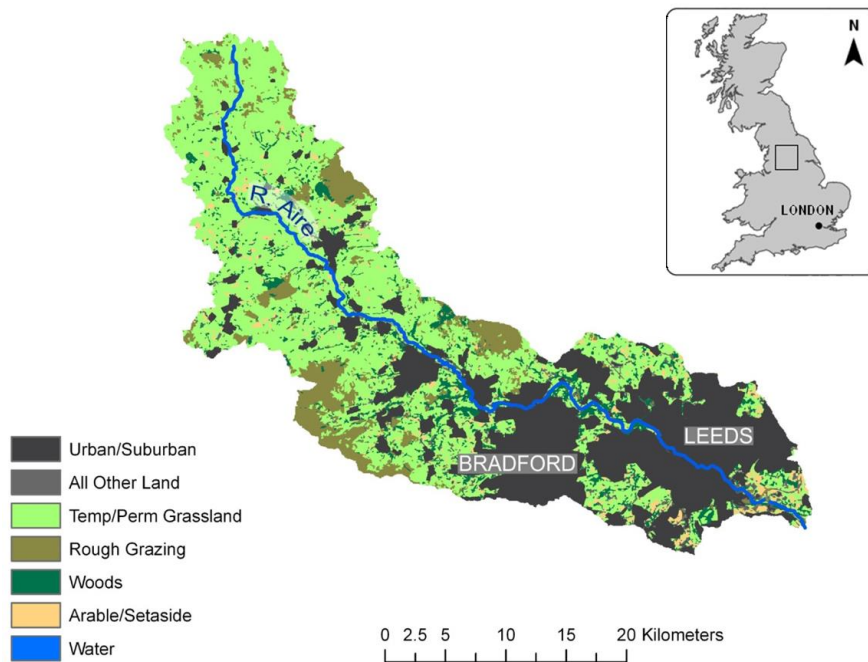 N
LONDON
R. Aire
LEEDS
BRADFORD
Urban/Suburban
All Other Land
Temp/Perm Grassland
Rough Grazing
Woods
Arable/Setaside
Water
0 2.5 5 10 15 20 Kilometers